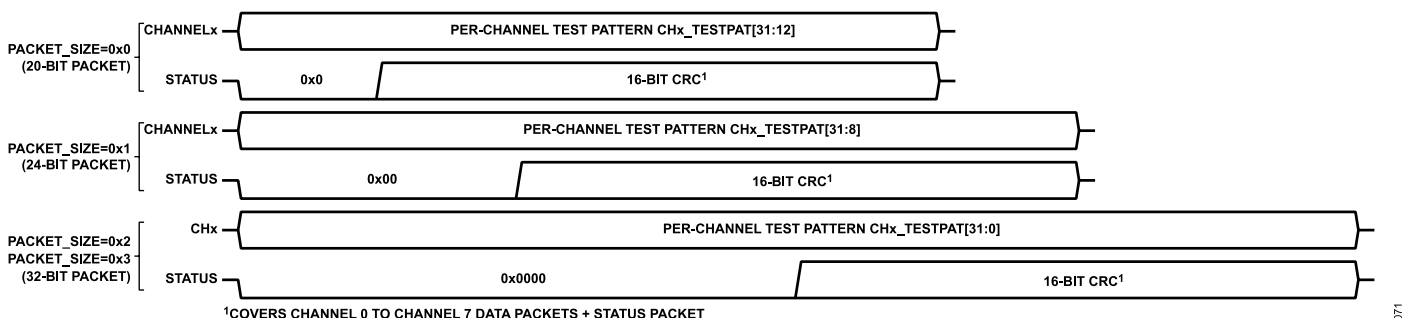 PACKET_SIZE=0x0
(20-BIT PACKET)
CHANNELx
PER-CHANNEL TEST PATTERN CHx_TESTPAT[31:12]
STATUS
0x0
16-BIT CRC1
PACKET_SIZE=0x1
(24-BIT PACKET)
CHANNELx
PER-CHANNEL TEST PATTERN CHx_TESTPAT[31:8]
STATUS
0x00
16-BIT CRC1
PACKET_SIZE=0x2
PACKET_SIZE=0x3
(32-BIT PACKET)
CHx
PER-CHANNEL TEST PATTERN CHx_TESTPAT[31:0]
STATUS
0x0000
16-BIT CRC1
1COVERS CHANNEL 0 TO CHANNEL 7 DATA PACKETS + STATUS PACKET
071